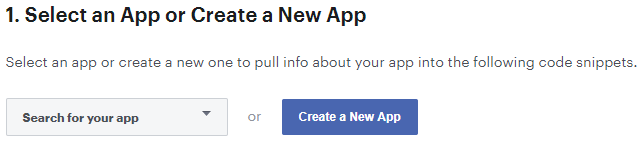 1. Select an App or Create a New App
Select an app or create a new one to pull info about your app into the following code snippets.
Search for your app or Create a New App